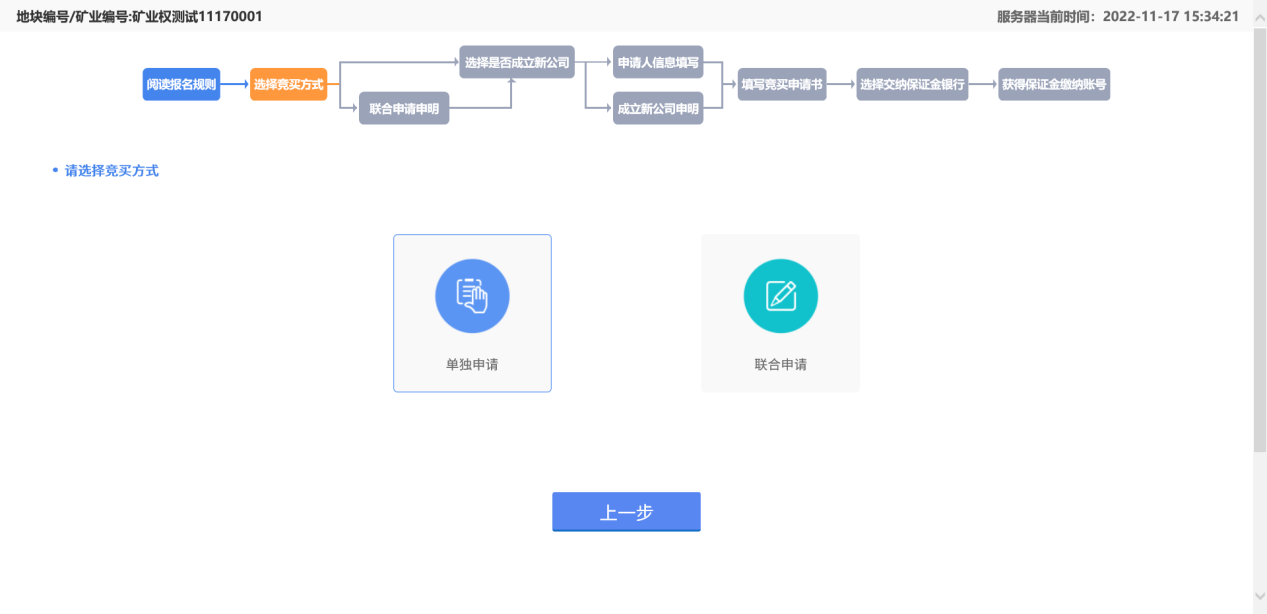 地块编号/矿业编号:矿业权测试11170001
服务器当前时间：2022-11-17 15:34:21
阅读报名规则
选择竞买方式
选择是否成立新公司
联合申请申明
申请人信息填写
成立新公司申明
填写竞买申请书
选择交纳保证金银行
获得保证金缴纳账号
• 请选择竞买方式
单独申请
联合申请
上一步